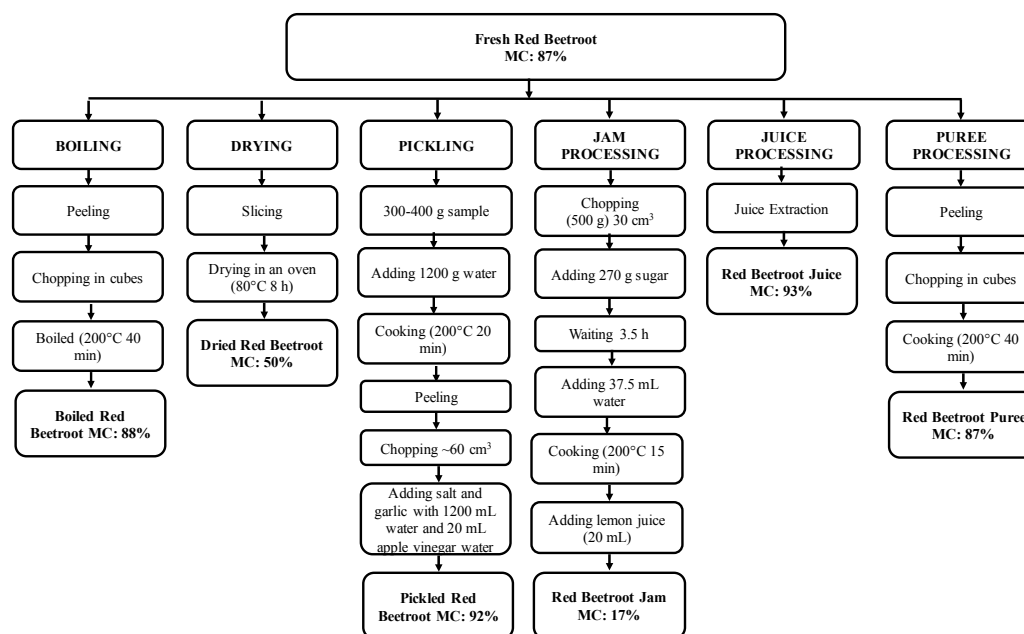 Fresh Red Beetroot
MC: 87%
BOILING
Peeling
Chopping in cubes
Boiled (200°C 40
min)
Boiled Red
Beetroot MC: 88%
DRYING
Slicing
Drying in an oven
(80°C 8 h)
Dried Red Beetroot
MC: 50%
PICKLING
300-400 g sample
Adding 1200 g water
Cooking (200°C 20
min)
Peeling
Chopping ~60 cm³
Adding salt and
garlic with 1200 mL
water and 20 mL
apple vinegar water
Pickled Red
Beetroot MC: 92%
JAM
PROCESSING
Chopping
(500 g) 30 cm³
Adding 270 g sugar
Waiting 3.5 h
Adding 37.5 mL
water
Cooking (200°C 15
min)
Adding lemon juice
(20 mL)
Red Beetroot Jam
MC: 17%
JUICE
PROCESSING
Juice Extraction
Red Beetroot Juice
MC: 93%
PUREE
PROCESSING
Peeling
Chopping in cubes
Cooking (200°C 40
min)
Red Beetroot Puree
MC: 87%